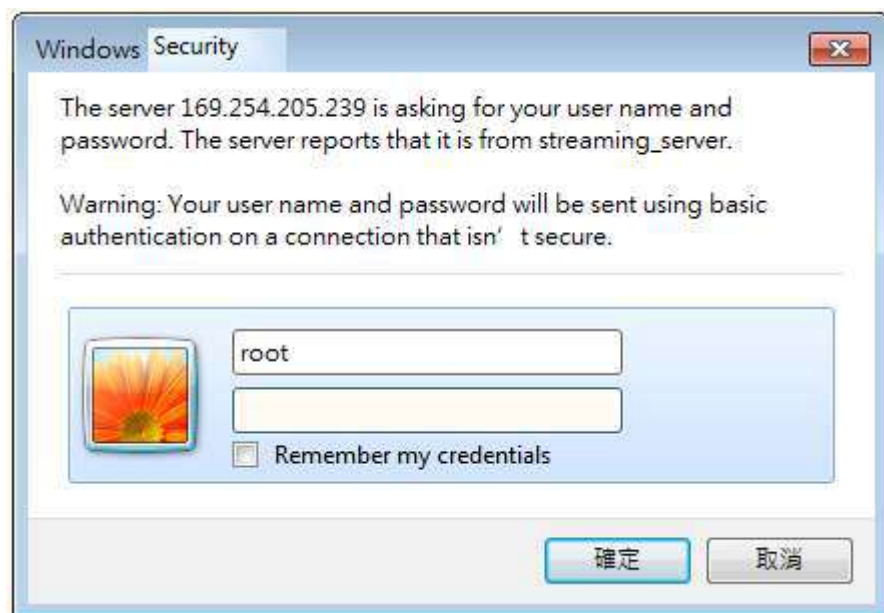 Windows Security
The server 169.254.205.239 is asking for your user name and
password. The server reports that it is from streaming_server.
Warning: Your user name and password will be sent using basic
authentication on a connection that isn' t secure.
root
Remember my credentials
確定 取消